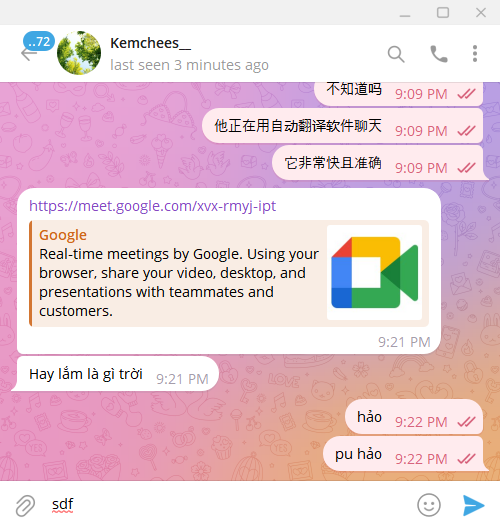 ..72
Kemchees__
last seen 3 minutes ago
不知道吗
9:09 PM
他正在用自动翻译软件聊天
9:09 PM
它非常快且准确
9:09 PM
https://meet.google.com/xvx-rmyj-ipt
Google
Real-time meetings by Google. Using your
browser, share your video, desktop, and
presentations with teammates and
customers.
9:21 PM
Hay lắm là gì trời 9:21 PM
hảo 9:22 PM
pu hảo 9:22 PM
sdf